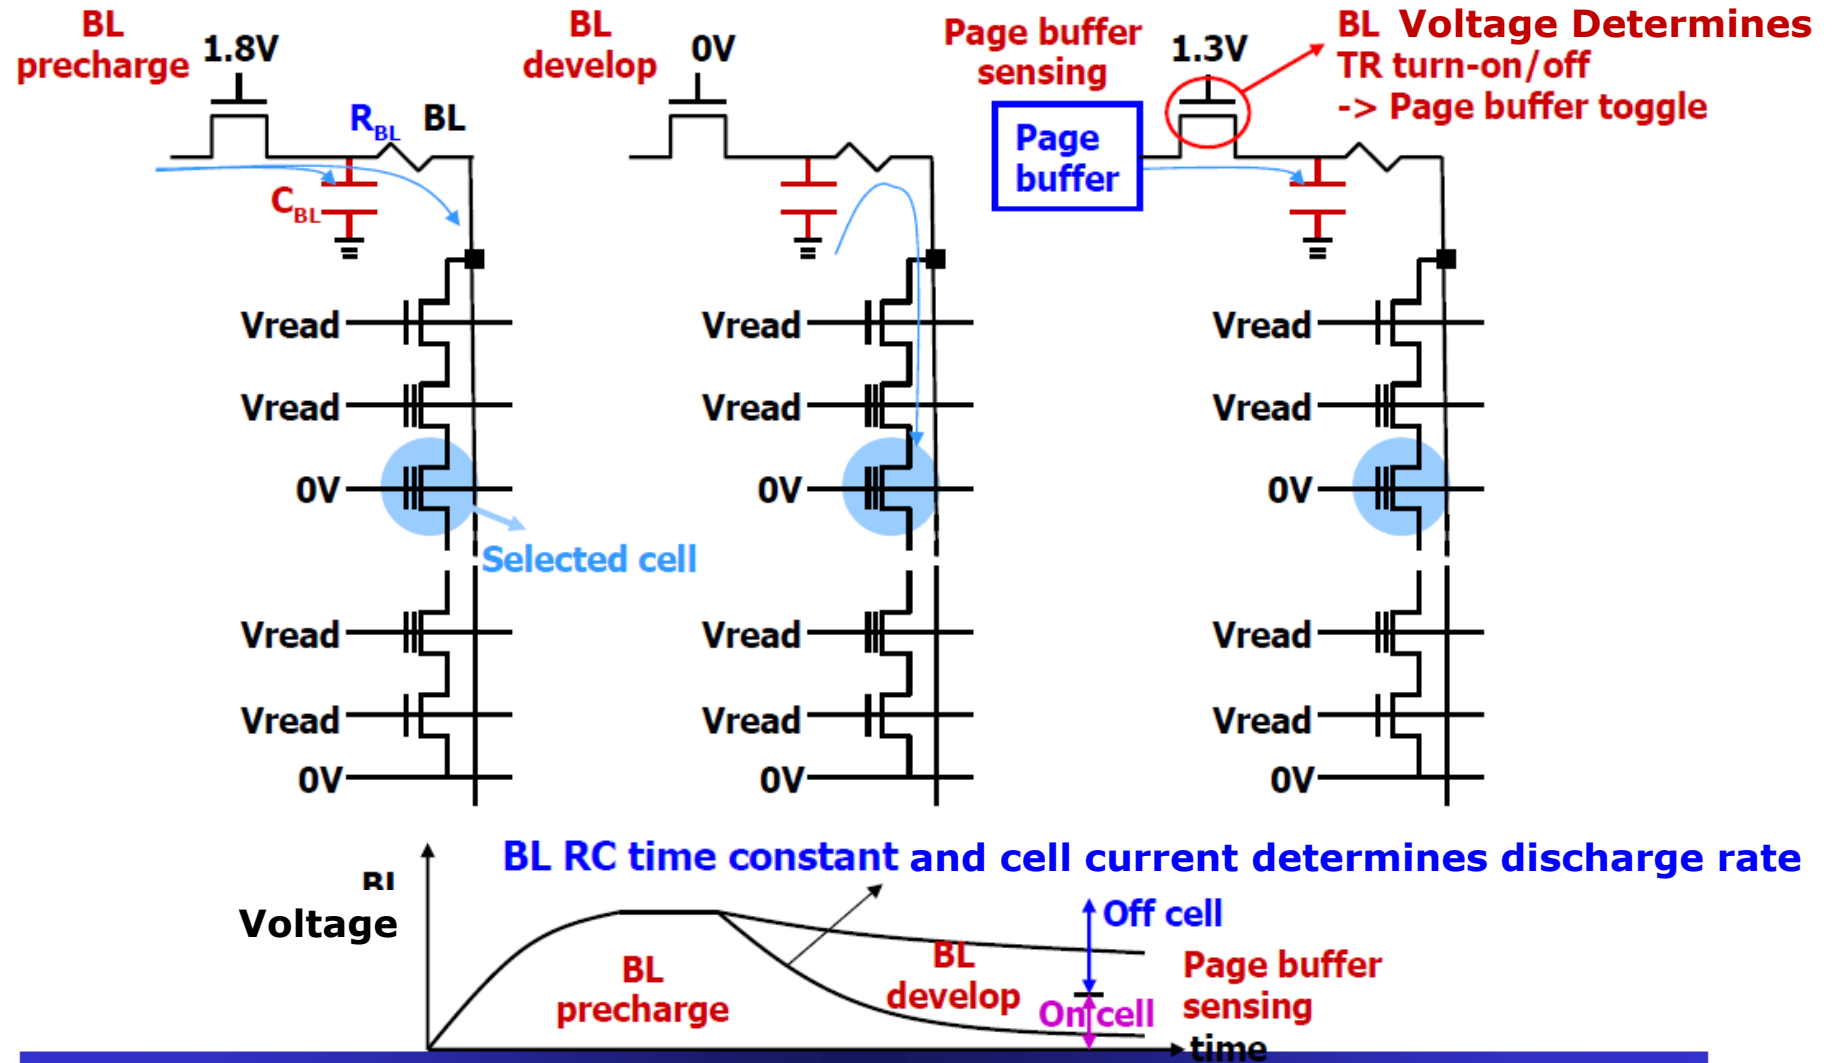 BL
precharge
1.8V
R_BL BL
C_BL
Vread
Vread
0V
Selected cell
Vread
Vread
0V
BL
develop
0V
Vread
Vread
0V
Vread
Vread
0V
Page buffer
sensing
Page
buffer
1.3V
BL Voltage Determines
TR turn-on/off
-> Page buffer toggle
Vread
Vread
0V
Vread
Vread
0V
BL RC time constant and cell current determines discharge rate
BL
Voltage
BL
precharge
BL
develop
Off cell
On cell
Page buffer
sensing
time